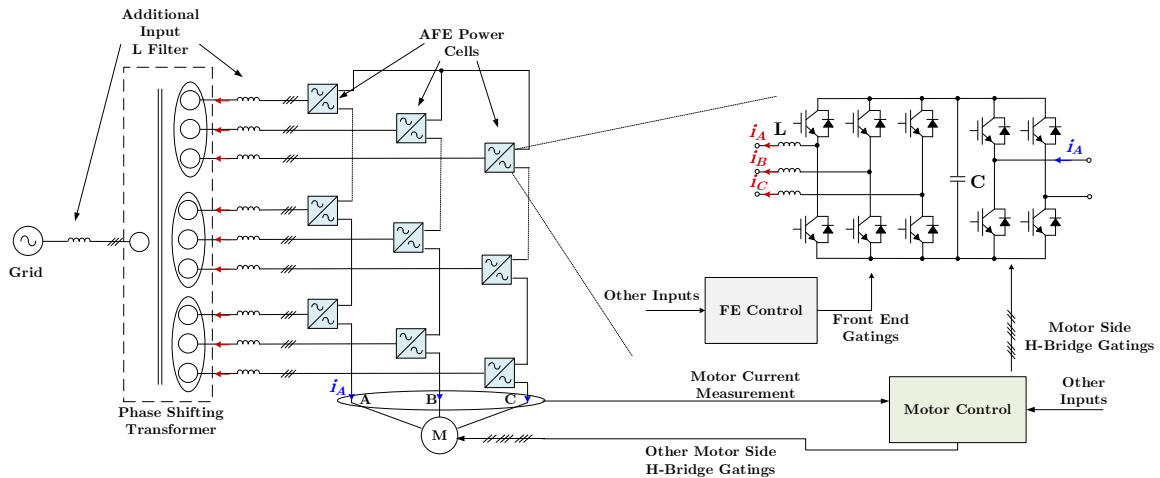 Additional
Input
L Filter
AFE Power
Cells
Grid
Phase Shifting
Transformer
i_A
A
B
C
M
i_A
L
i_B
i_C
C
i_A
Other Inputs
FE Control
Front End
Gatings
Motor Side
H-Bridge Gatings
Motor Current
Measurement
Motor Control
Other
Inputs
Other Motor Side
H-Bridge Gatings